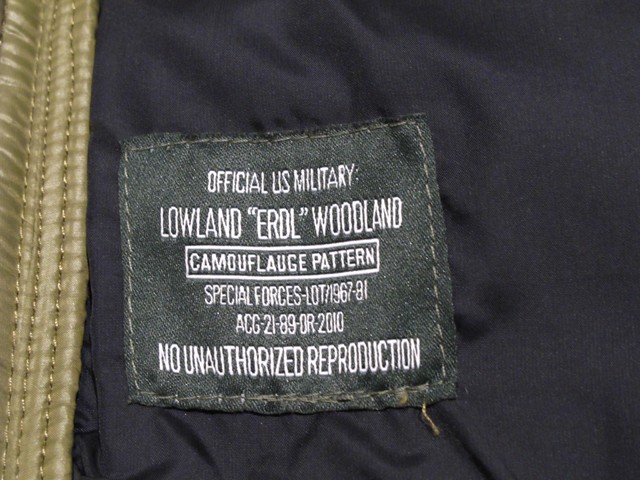 OFFICIAL US MILITARY:
LOWLAND "ERDL" WOODLAND
CAMOUFLAUGE PATTERN
SPECIAL FORCES-LOT/1967-81
ACG-21-89-OR-2010
NO UNAUTHORIZED REPRODUCTION